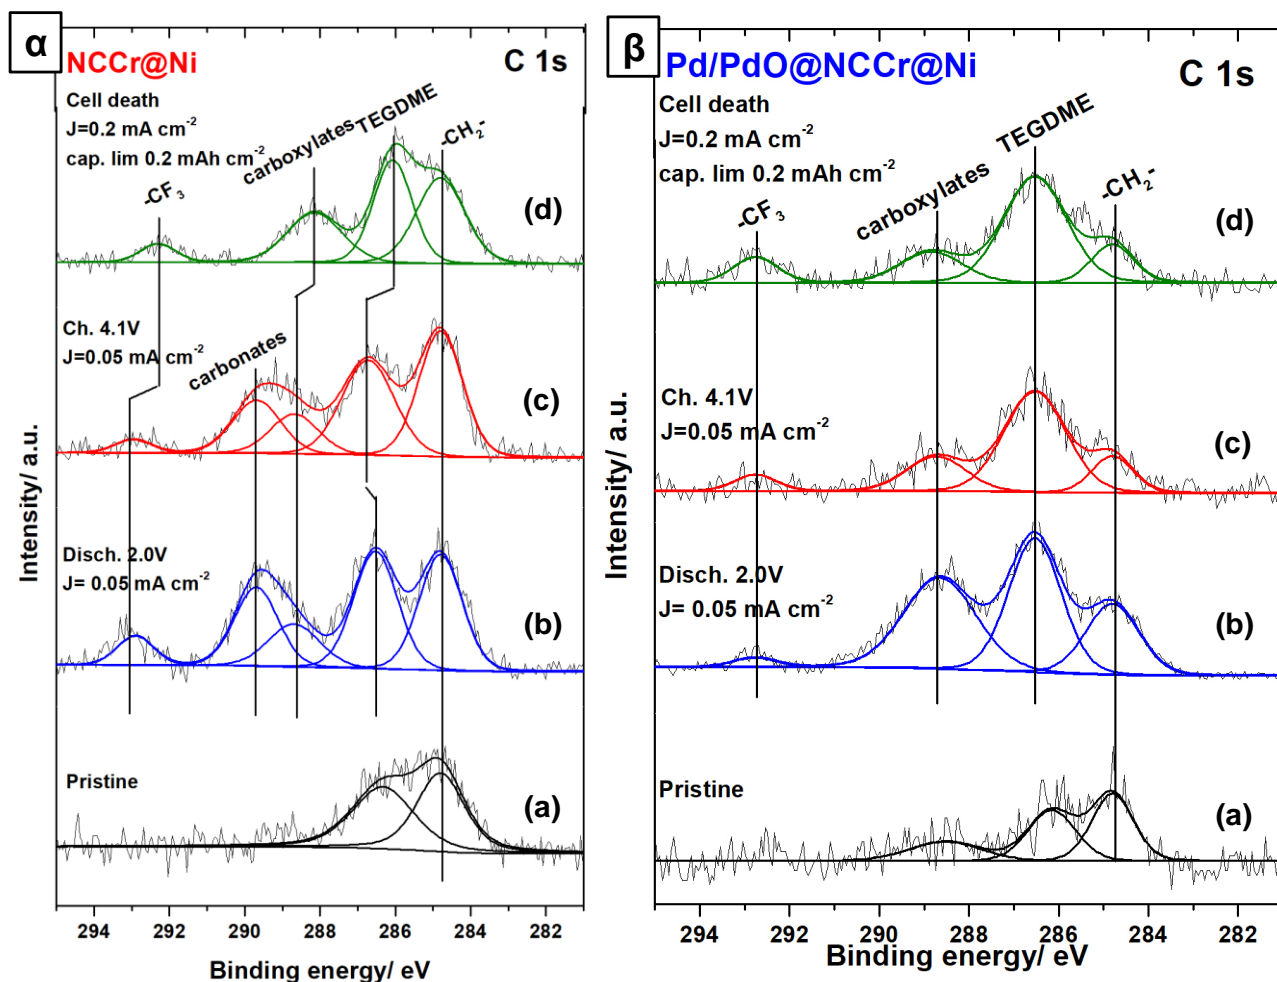 α
NCCr@Ni
C 1s
Cell death
J=0.2 mA cm⁻²
cap. lim 0.2 mAh cm⁻²
-CF₃
carboxylates
TEGDME
-CH₂-
(d)
Ch. 4.1V
J=0.05 mA cm⁻²
carbonates
(c)
Disch. 2.0V
J= 0.05 mA cm⁻²
(b)
Pristine
(a)
Intensity/ a.u.
294 292 290 288 286 284 282
Binding energy/ eV
β
Pd/PdO@NCCr@Ni
C 1s
Cell death
J=0.2 mA cm⁻²
cap. lim 0.2 mAh cm⁻²
-CF₃
carboxylates
TEGDME
-CH₂-
(d)
Ch. 4.1V
J=0.05 mA cm⁻²
(c)
Disch. 2.0V
J= 0.05 mA cm⁻²
(b)
Pristine
(a)
Intensity/ a.u.
294 292 290 288 286 284 282
Binding energy/ eV